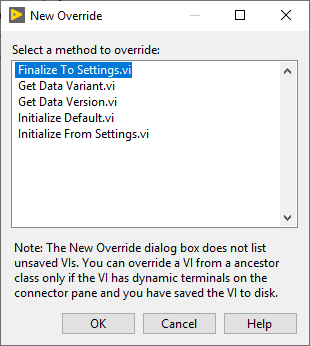 New Override
Select a method to override:
Finalize To Settings.vi
Get Data Variant.vi
Get Data Version.vi
Initialize Default.vi
Initialize From Settings.vi
Note: The New Override dialog box does not list
unsaved VIs. You can override a VI from a ancestor
class only if the VI has dynamic terminals on the
connector pane and you have saved the VI to disk.
OK Cancel Help